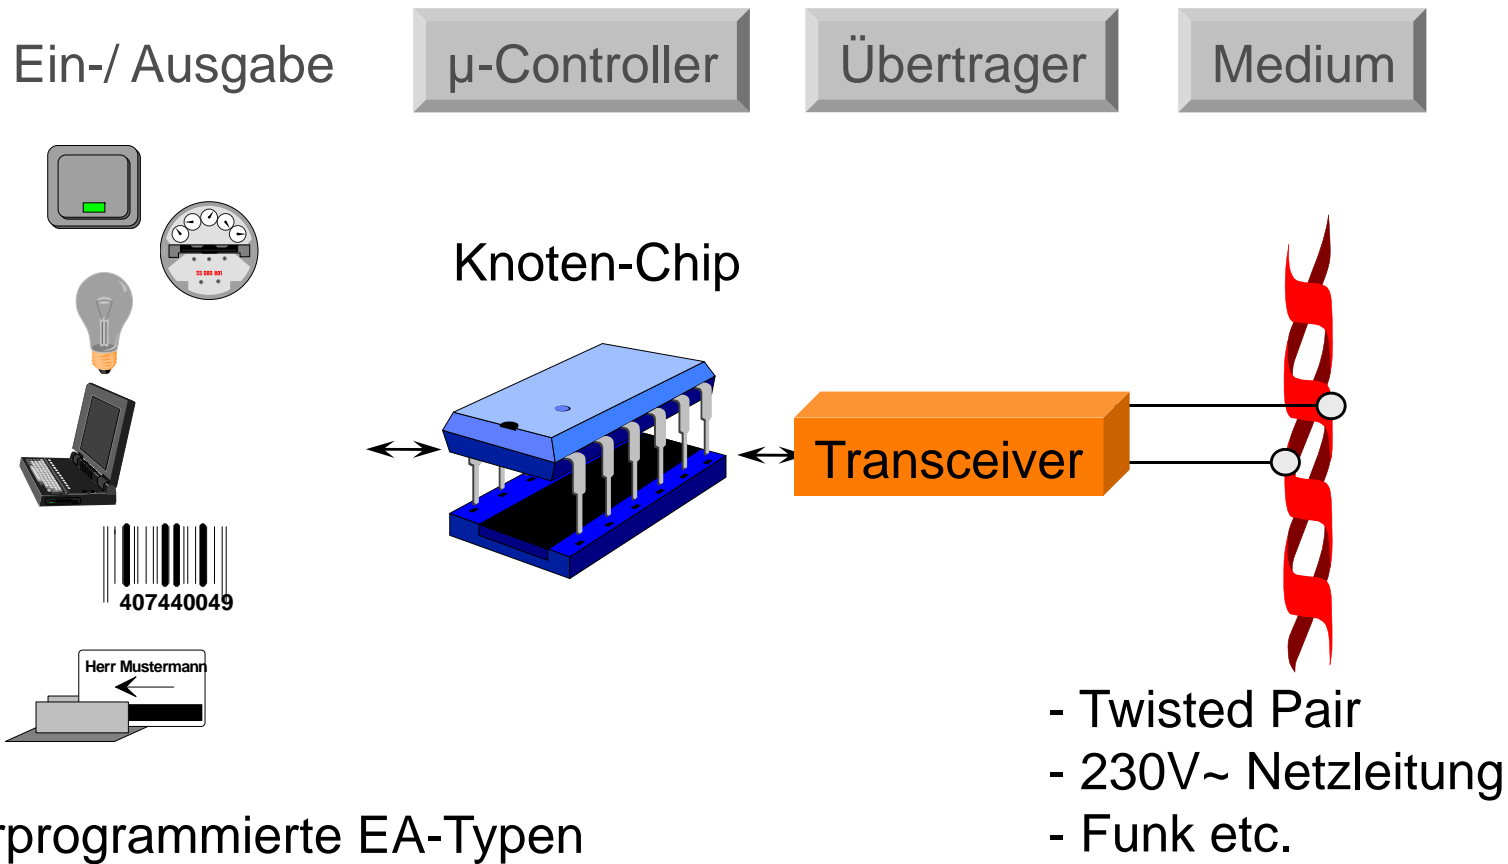 Ein-/ Ausgabe
µ-Controller
Übertrager
Medium
Knoten-Chip
Transceiver
407440049
Herr Mustermann
- Twisted Pair
- 230V~ Netzleitung
- Funk etc.
rprogrammierte EA-Typen